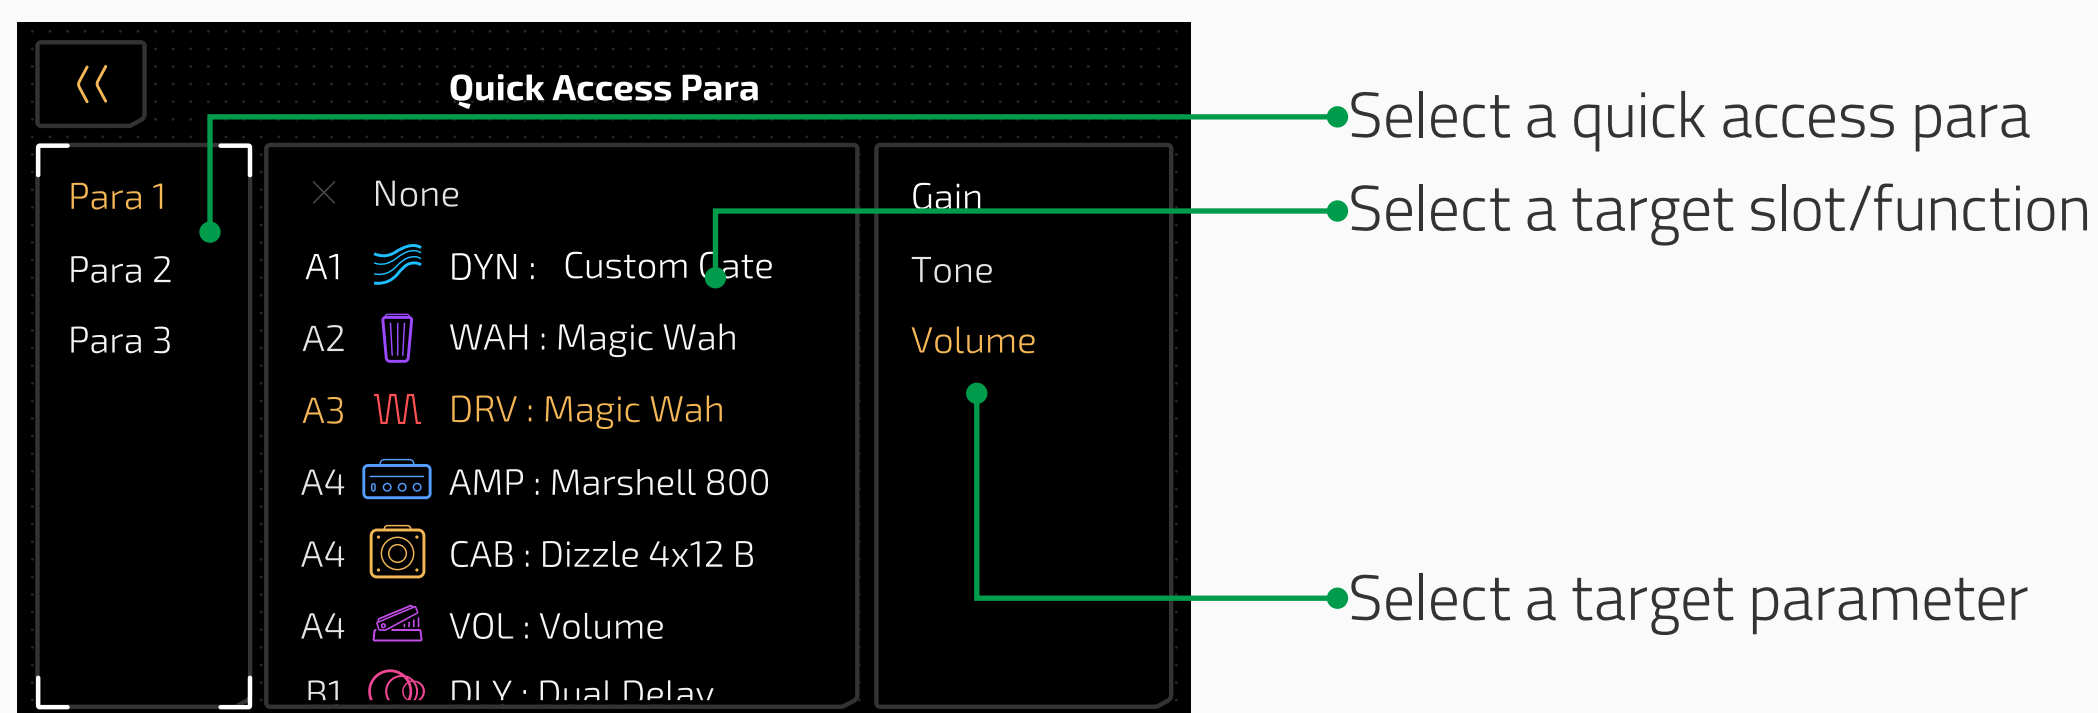 Quick Access Para
Para 1
Para 2
Para 3
None
A1 DYN : Custom Gate
A2 WAH : Magic Wah
A3 DRV : Magic Wah
A4 AMP : Marshell 800
A4 CAB : Dizzle 4x12 B
A4 VOL : Volume
B1 DLY : Dual Delay
Gain
Tone
Volume
Select a quick access para
Select a target slot/function
Select a target parameter